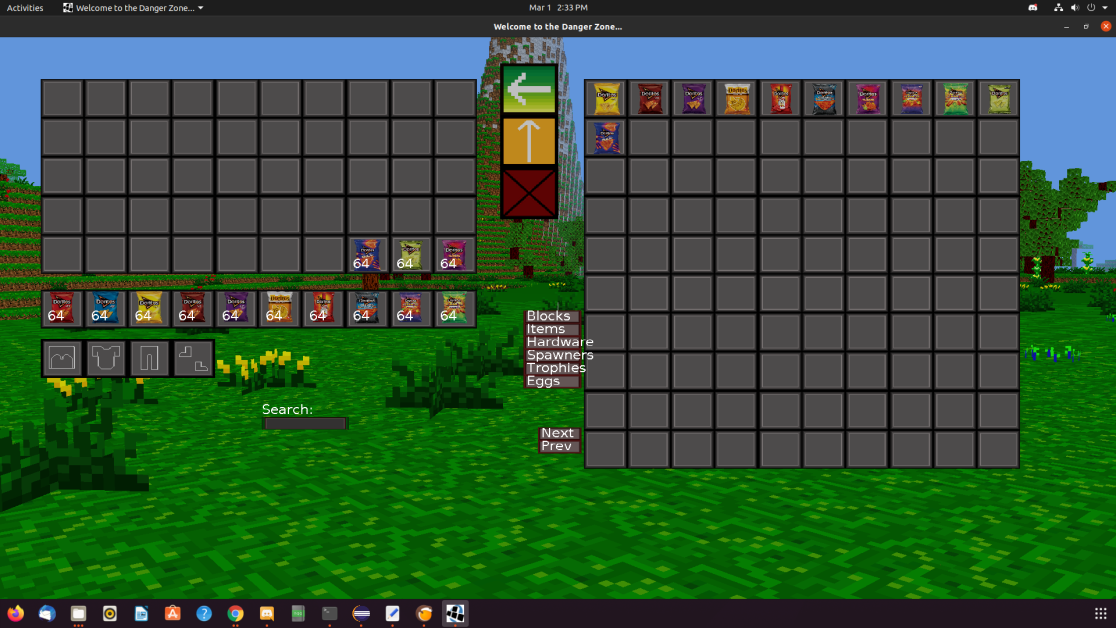 Activities
Welcome to the Danger Zone...
Mar 1 2:33 PM
Welcome to the Danger Zone...
Doritos
64 64 64
64 64 64 64 64 64 64 64 64 64
Blocks
Items
Hardware
Spawners
Trophies
Eggs
Search:
Next
Prev